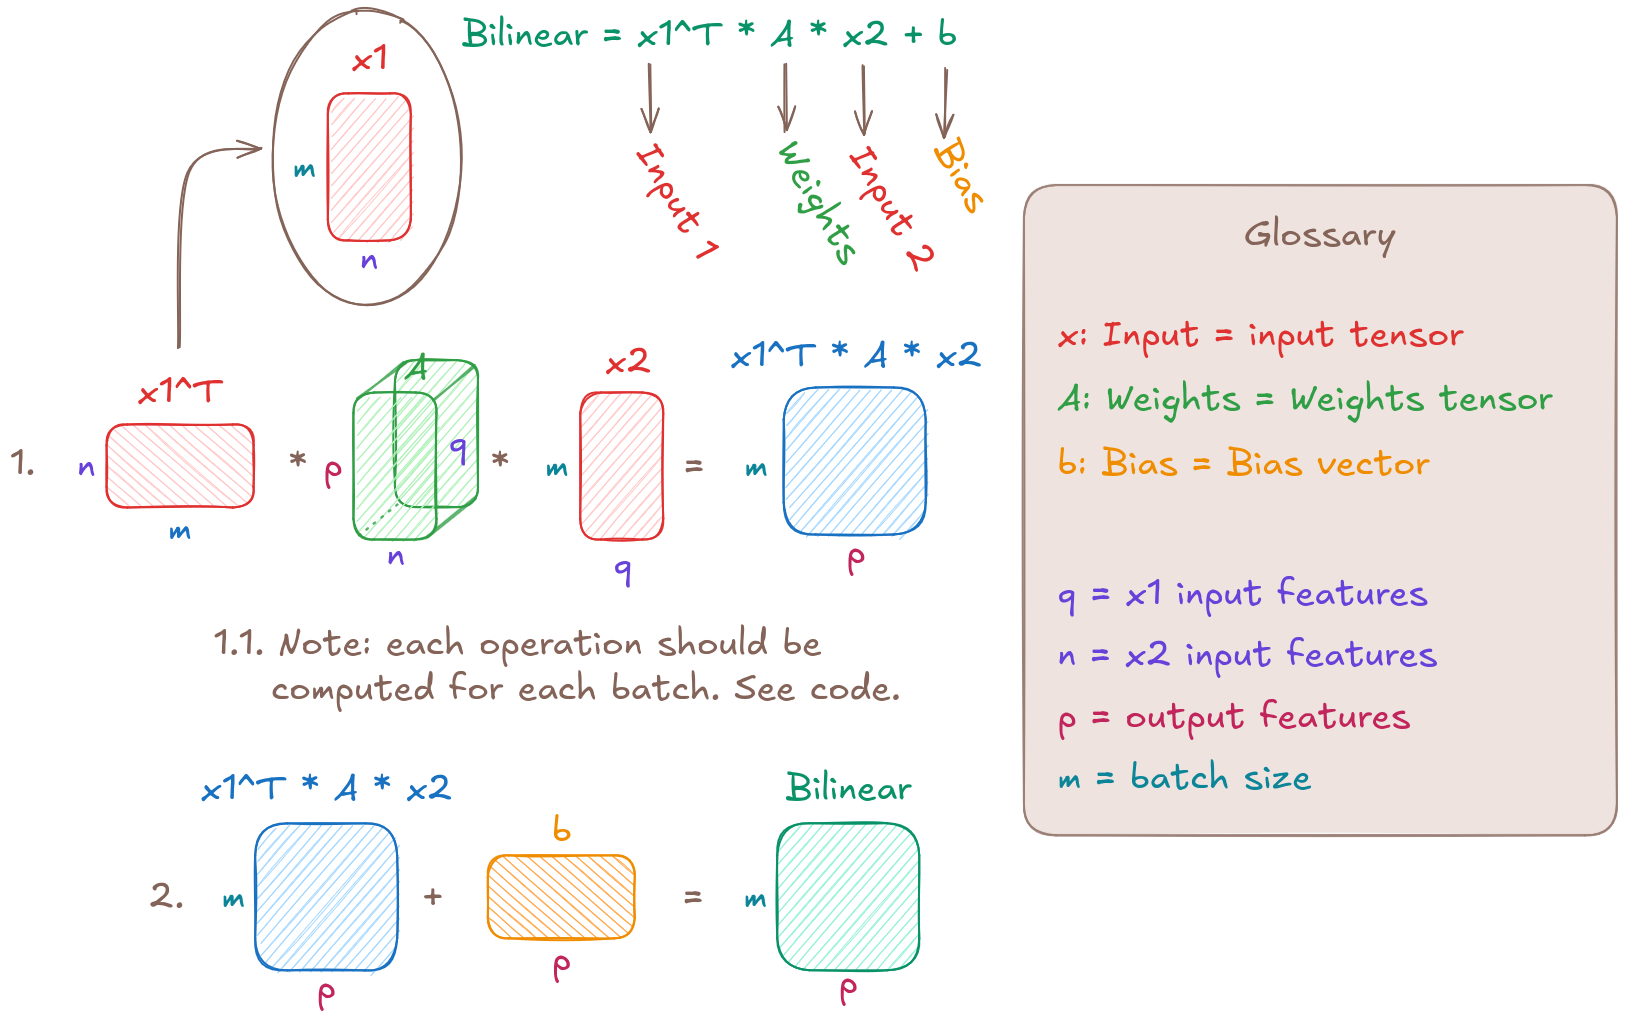 Bilinear = x1^T * A * x2 + b
Input 1
Weights
Input 2
Bias
x1
m
n
x1^T
A
x2
x1^T * A * x2
1.
n
m
*
p
q
n
*
m
q
=
m
p
1.1. Note: each operation should be
computed for each batch. See code.
x1^T * A * x2
b
Bilinear
2.
m
p
+
p
=
m
p
Glossary
x: Input = input tensor
A: Weights = Weights tensor
b: Bias = Bias vector
q = x1 input features
n = x2 input features
p = output features
m = batch size